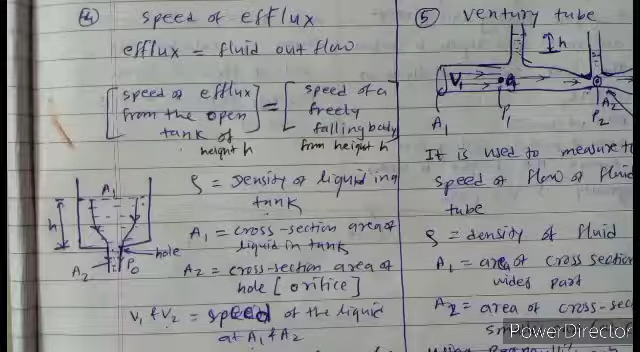 ④ speed of efflux
efflux = fluid out flow
[speed of efflux from the open tank of height h] = [speed of a freely falling body from height h]
A1
h
A2
P0
hole
ρ = Density of liquid in a
tank
A1 = cross-section area of
liquid in tank
A2 = cross-section area of
hole [orifice]
V1 & V2 = speed of the liquid
at A1 & A2
⑤ ventury tube
h
V1
A1
P1
A2
P2
It is used to measure
speed of flow of fluid
tube
ρ = density of fluid
A1 = area of cross section
wider part
A2 = area of cross-sec
PowerDirecto